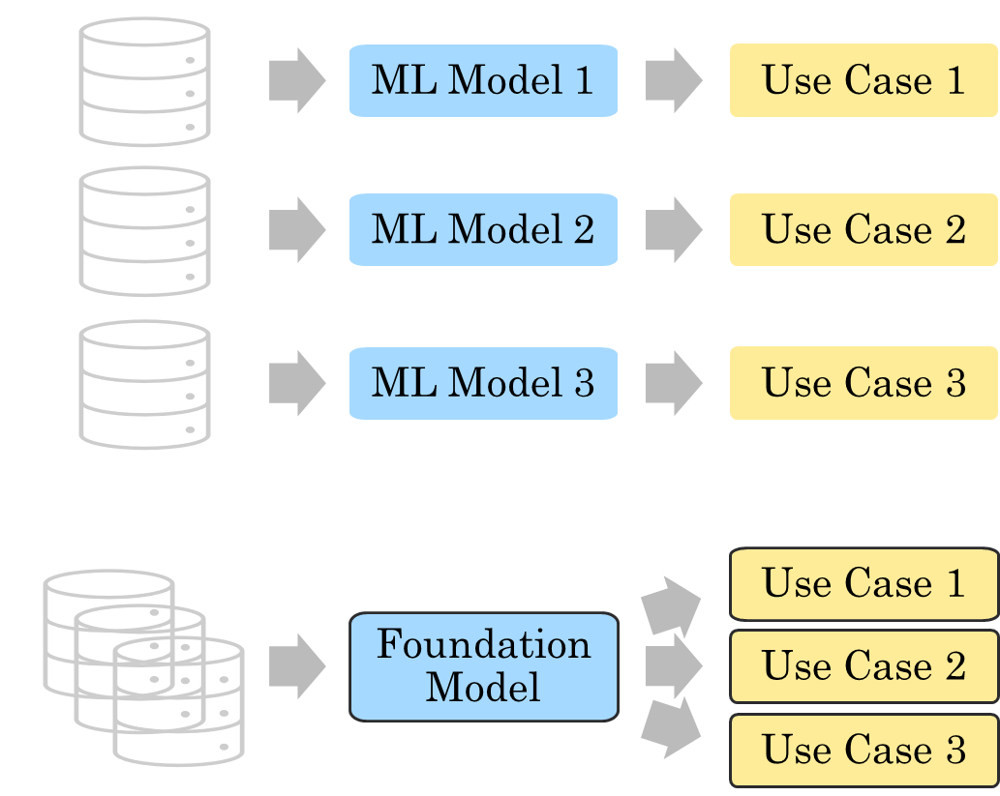 ML Model 1
Use Case 1
ML Model 2
Use Case 2
ML Model 3
Use Case 3
Foundation
Model
Use Case 1
Use Case 2
Use Case 3